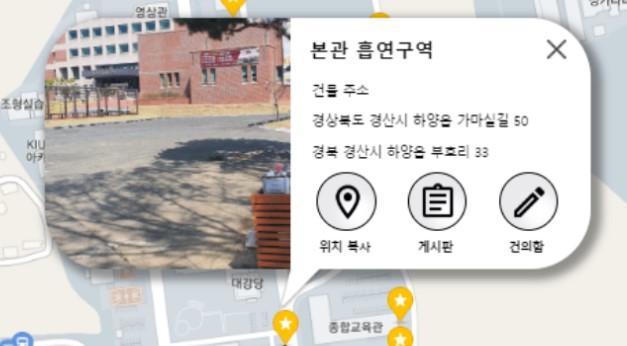 영상관
본관 흡연구역
건물 주소
경상북도 경산시 하양읍 가마실길 50
경북 경산시 하양읍 부호리 33
위치 복사
게시판
건의함
조형실습
KIU
아카
대강당
종합교육관